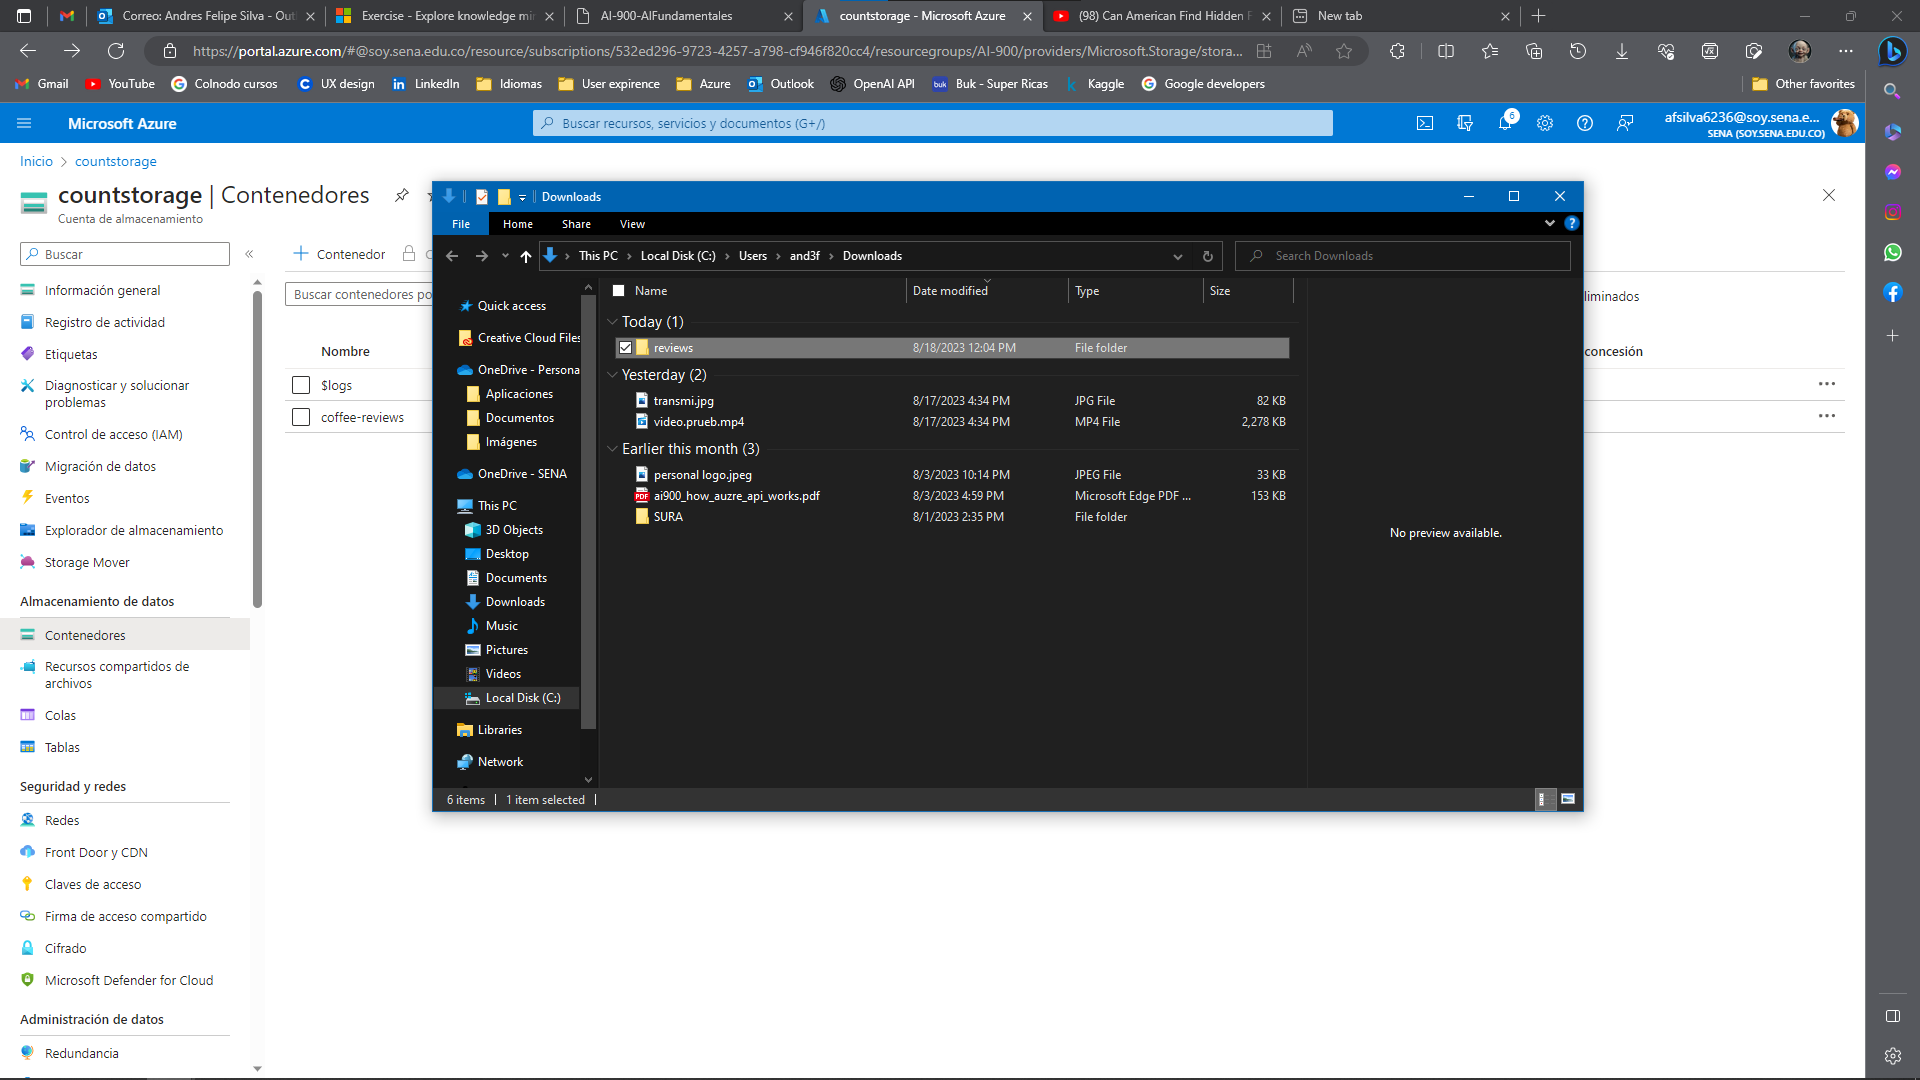 Correo: Andres Felipe Silva - Out
Exercise - Explore knowledge mi
AI-900-AIFundamentales
countstorage - Microsoft Azure
(98) Can American Find Hidden F
New tab
https://portal.azure.com/#@soy.sena.edu.co/resource/subscriptions/532ed296-9723-4257-a798-cf946f820cc4/resourcegroups/AI-900/providers/Microsoft.Storage/stora...
Gmail
YouTube
Colnodo cursos
UX design
LinkedIn
Idiomas
User expirence
Azure
Outlook
OpenAI API
Buk - Super Ricas
Kaggle
Google developers
Other favorites
Microsoft Azure
Buscar recursos, servicios y documentos (G+/)
6
afsilva6236@soy.sena.e...
SENA (SOY.SENA.EDU.CO)
Inicio > countstorage
countstorage | Contenedores
Cuenta de almacenamiento
Buscar
Información general
Registro de actividad
Etiquetas
Diagnosticar y solucionar
problemas
Control de acceso (IAM)
Migración de datos
Eventos
Explorador de almacenamiento
Storage Mover
Almacenamiento de datos
Contenedores
Recursos compartidos de
archivos
Colas
Tablas
Seguridad y redes
Redes
Front Door y CDN
Claves de acceso
Firma de acceso compartido
Cifrado
Microsoft Defender for Cloud
Administración de datos
Redundancia
Contenedor
Buscar contenedores po
Nombre
$logs
coffee-reviews
liminados
concesión
Downloads
File
Home
Share
View
This PC > Local Disk (C:) > Users > and3f > Downloads
Search Downloads
Quick access
Creative Cloud Files
OneDrive - Persona
Aplicaciones
Documentos
Imágenes
OneDrive - SENA
This PC
3D Objects
Desktop
Documents
Downloads
Music
Pictures
Videos
Local Disk (C:)
Libraries
Network
Name
Date modified
Type
Size
Today (1)
reviews 8/18/2023 12:04 PM File folder
Yesterday (2)
transmi.jpg 8/17/2023 4:34 PM JPG File 82 KB
video.prueb.mp4 8/17/2023 4:34 PM MP4 File 2,278 KB
Earlier this month (3)
personal logo.jpeg 8/3/2023 10:14 PM JPEG File 33 KB
ai900_how_auzre_api_works.pdf 8/3/2023 4:59 PM Microsoft Edge PDF ... 153 KB
SURA 8/1/2023 2:35 PM File folder
No preview available.
6 items
1 item selected